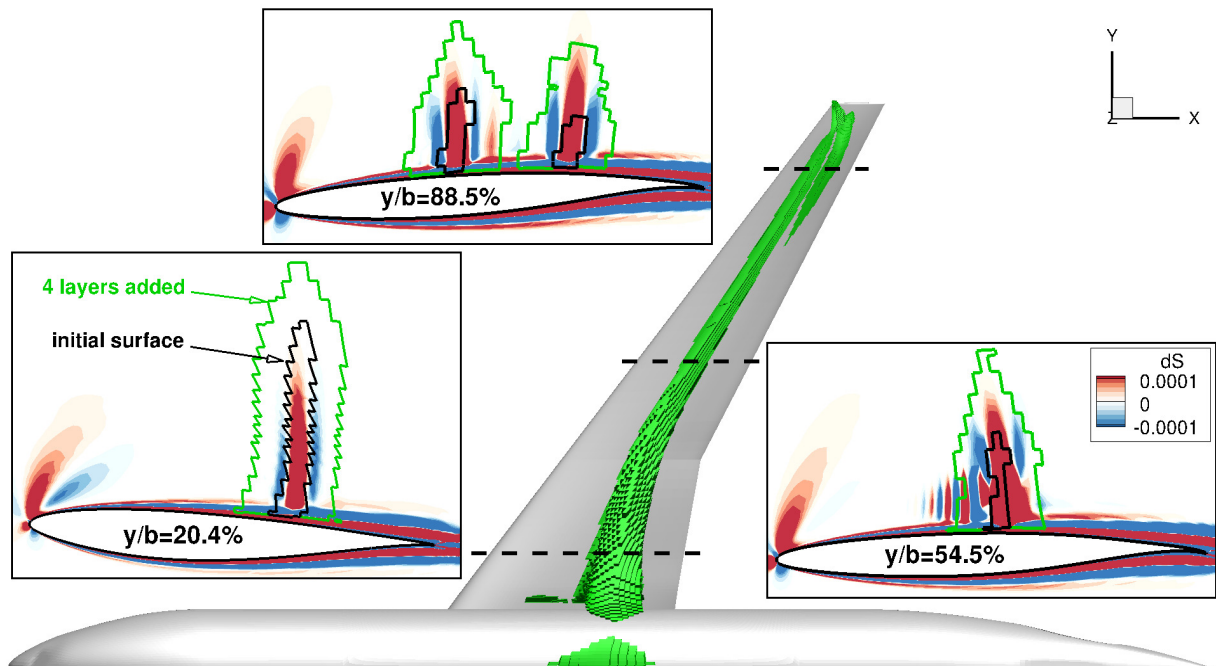 y/b=88.5%
Y
Z
X
4 layers added
initial surface
y/b=20.4%
dS
0.0001
0
-0.0001
y/b=54.5%